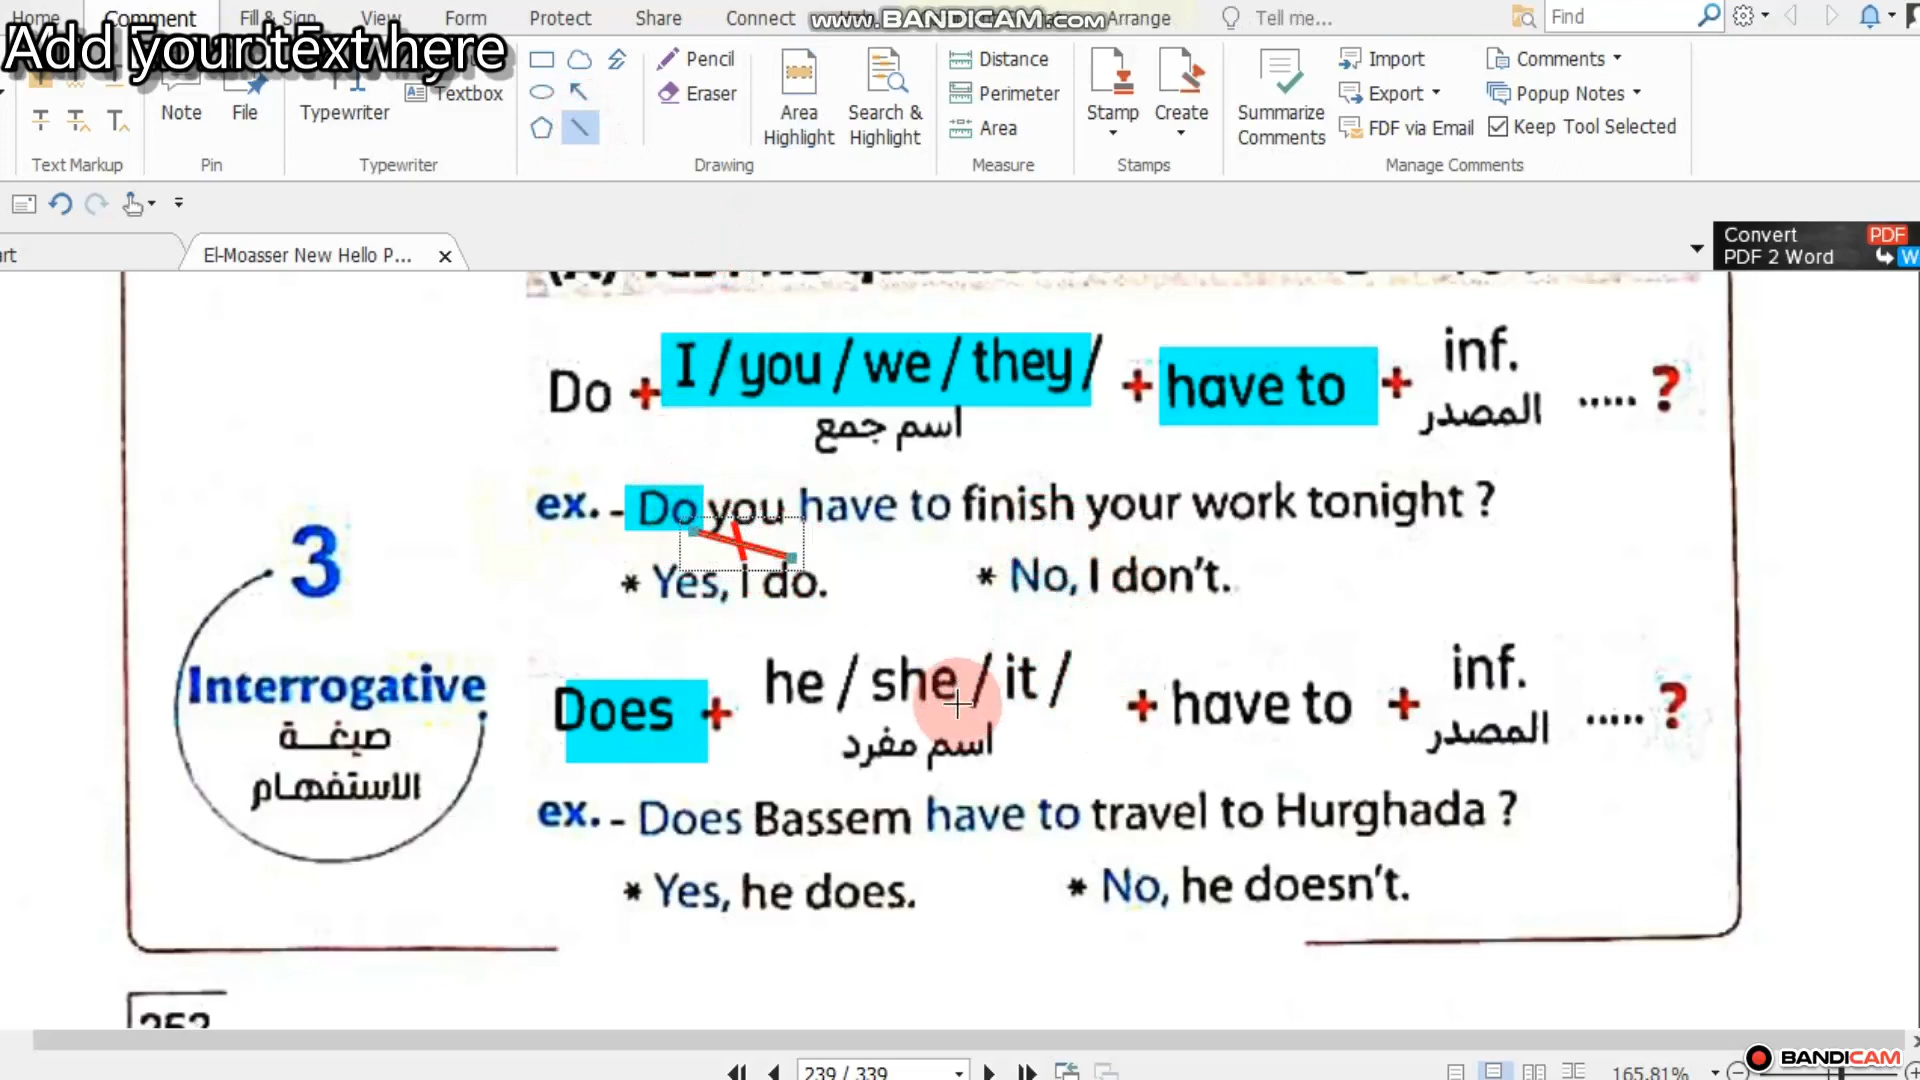 Home Comment Fill & Sign View Form Protect Share Connect Help Arrange Tell me... Find
www.BANDICAM.com
Add your text here
Note File Typewriter Textbox Pencil Eraser Area Highlight Search & Highlight Distance Perimeter Area Stamp Create Summarize Comments Import Export FDF via Email Comments Popup Notes Keep Tool Selected
Text Markup Pin Typewriter Drawing Measure Stamps Manage Comments
El-Moasser New Hello P...
Convert PDF
PDF 2 Word W
Do + I / you / we / they / + have to + inf. ..... ?
اسم جمع المصدر
ex. - Do you have to finish your work tonight ?
* Yes, I do. * No, I don't.
3
Interrogative
صيغة
الاستفهام
Does + he / she / it / + have to + inf. ..... ?
اسم مفرد المصدر
ex. - Does Bassem have to travel to Hurghada ?
* Yes, he does. * No, he doesn't.
239 / 339 165.81%
BANDICAM